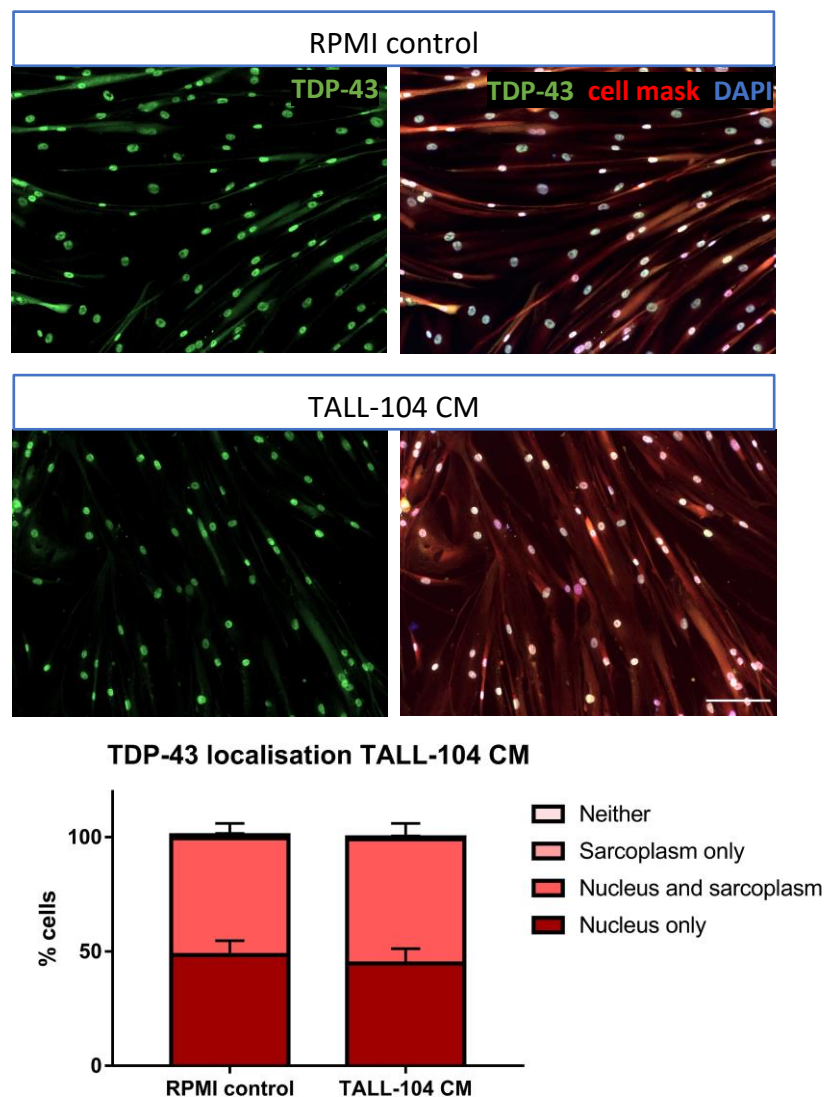 RPMI control
TDP-43
TDP-43 cell mask DAPI
TALL-104 CM
TDP-43 localisation TALL-104 CM
100
50
0
% cells
RPMI control
TALL-104 CM
Neither
Sarcoplasm only
Nucleus and sarcoplasm
Nucleus only